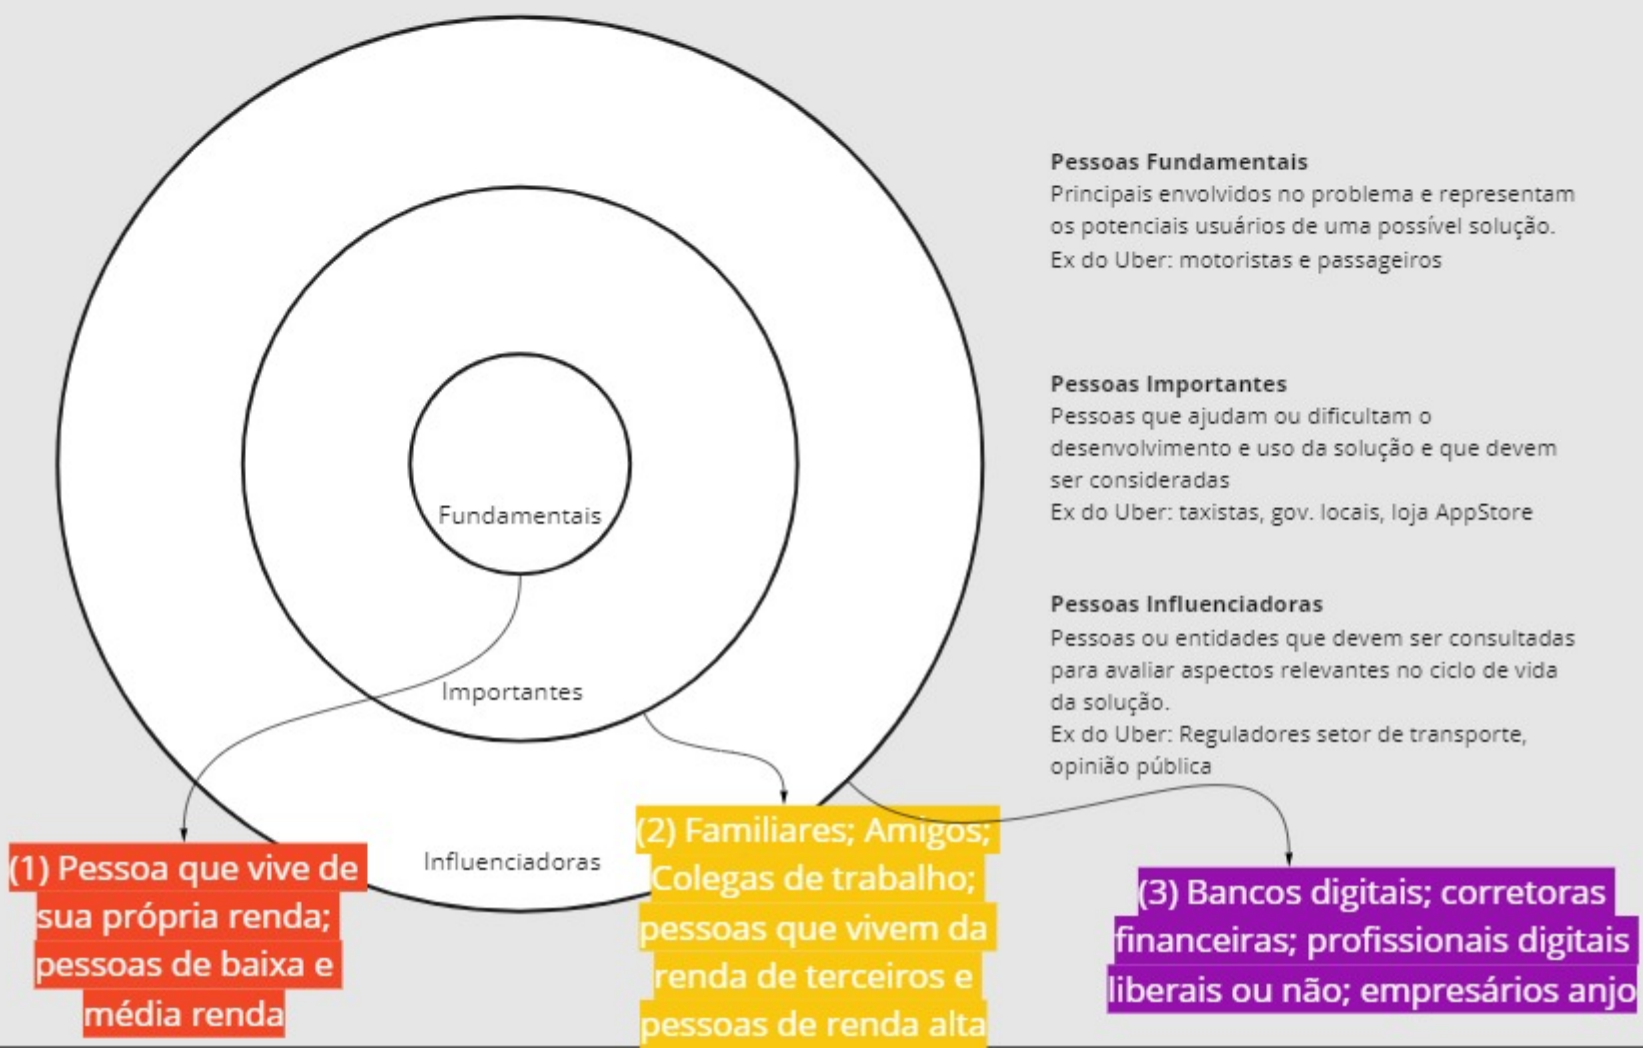 Fundamentais
Importantes
Influenciadoras
Pessoas Fundamentais
Principais envolvidos no problema e representam
os potenciais usuários de uma possível solução.
Ex do Uber: motoristas e passageiros
Pessoas Importantes
Pessoas que ajudam ou dificultam o
desenvolvimento e uso da solução e que devem
ser consideradas
Ex do Uber: taxistas, gov. locais, loja AppStore
Pessoas Influenciadoras
Pessoas ou entidades que devem ser consultadas
para avaliar aspectos relevantes no ciclo de vida
da solução.
Ex do Uber: Reguladores setor de transporte,
opinião pública
(1) Pessoa que vive de
sua própria renda;
pessoas de baixa e
média renda
(2) Familiares; Amigos;
Colegas de trabalho;
pessoas que vivem da
renda de terceiros e
pessoas de renda alta
(3) Bancos digitais; corretoras
financeiras; profissionais digitais
liberais ou não; empresários anjo